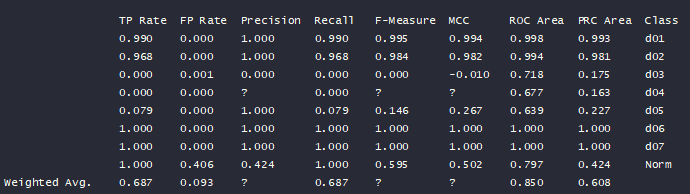 TP Rate FP Rate Precision Recall F-Measure MCC ROC Area PRC Area Class
0.990 0.000 1.000 0.990 0.995 0.994 0.998 0.993 d01
0.968 0.000 1.000 0.968 0.984 0.982 0.994 0.981 d02
0.000 0.001 0.000 0.000 0.000 -0.010 0.718 0.175 d03
0.000 0.000 ? 0.000 ? ? 0.677 0.163 d04
0.079 0.000 1.000 0.079 0.146 0.267 0.639 0.227 d05
1.000 0.000 1.000 1.000 1.000 1.000 1.000 1.000 d06
1.000 0.000 1.000 1.000 1.000 1.000 1.000 1.000 d07
1.000 0.406 0.424 1.000 0.595 0.502 0.797 0.424 Norm
Weighted Avg. 0.687 0.093 ? 0.687 ? ? 0.850 0.608